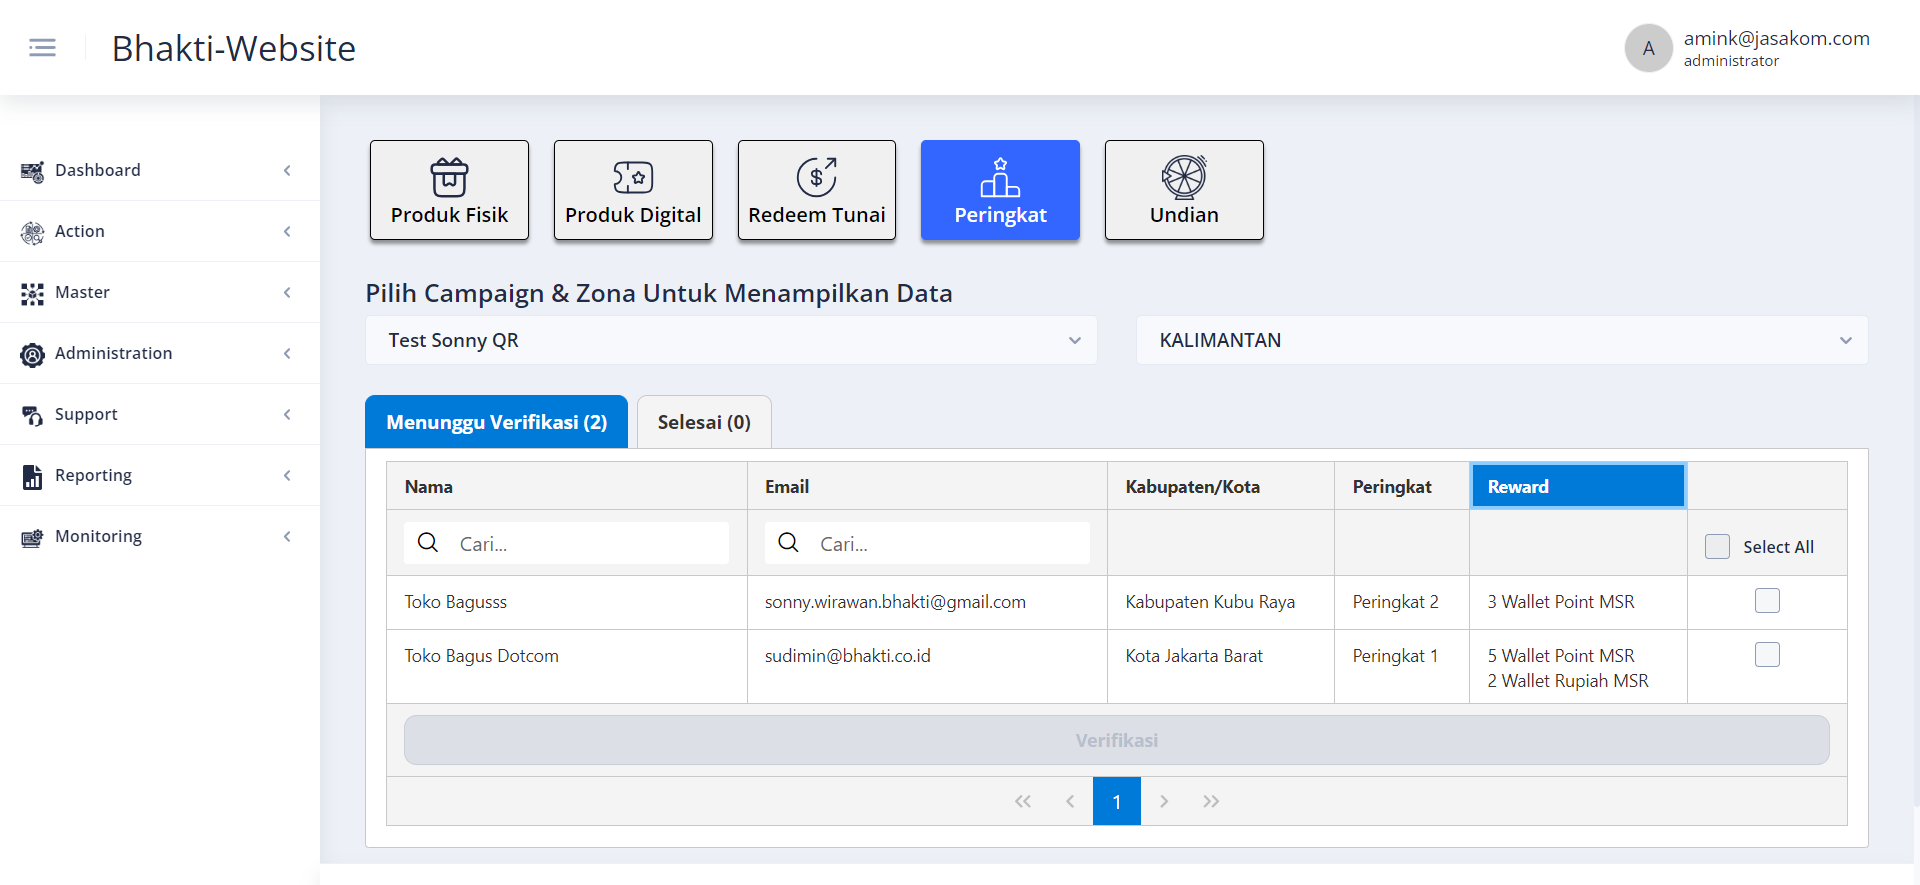 Bhakti-Website
A
amink@jasakom.com
administrator
Dashboard
Action
Master
Administration
Support
Reporting
Monitoring
Produk Fisik
Produk Digital
Redeem Tunai
Peringkat
Undian
Pilih Campaign & Zona Untuk Menampilkan Data
Test Sonny QR
KALIMANTAN
Menunggu Verifikasi (2)
Selesai (0)
Nama Email Kabupaten/Kota Peringkat Reward
Cari... Cari... Select All
Toko Bagusss sonny.wirawan.bhakti@gmail.com Kabupaten Kubu Raya Peringkat 2 3 Wallet Point MSR
Toko Bagus Dotcom sudimin@bhakti.co.id Kota Jakarta Barat Peringkat 1 5 Wallet Point MSR
2 Wallet Rupiah MSR
Verifikasi
1